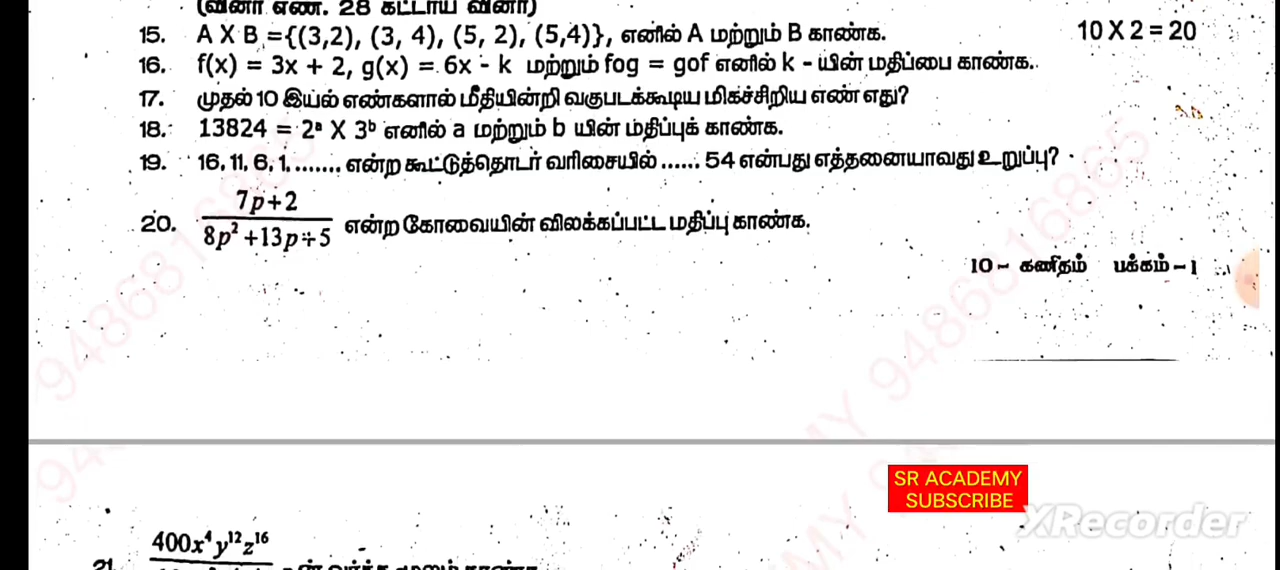 (வினா எண். 28 கட்டாய வினா)
15. A X B ={(3,2), (3, 4), (5, 2), (5,4)}, எனில் A மற்றும் B காண்க. 10 X 2 = 20
16. f(x) = 3x + 2, g(x) = 6x - k மற்றும் fog = gof எனில் k - யின் மதிப்பை காண்க.
17. முதல் 10 இயல் எண்களால் மீதியின்றி வகுபடக்கூடிய மிகச்சிறிய எண் எது?
18. 13824 = 2ᵃ X 3ᵇ எனில் a மற்றும் b யின் மதிப்புக் காண்க.
19. 16, 11, 6, 1........ என்ற கூட்டுத்தொடர் வரிசையில் ...... 54 என்பது எத்தனையாவது உறுப்பு?
20. 7p+2 / 8p² +13p+5 என்ற கோவையின் விலக்கப்பட்ட மதிப்பு காண்க.
10 – கணிதம் பக்கம் – 1
SR ACADEMY
SUBSCRIBE
XRecorder
21. 400x⁴y¹²z¹⁶
9486816865